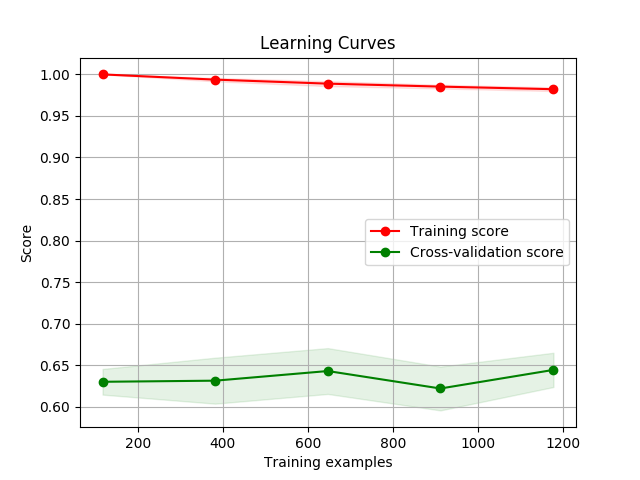 Learning Curves
1.00
0.95
0.90
0.85
0.80
0.75
0.70
0.65
0.60
Score
Training score
Cross-validation score
200 400 600 800 1000 1200
Training examples